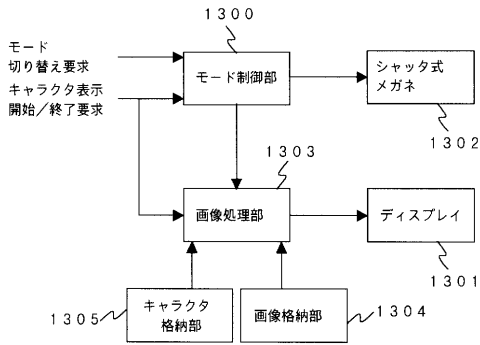 1300
モード
切り替え要求
キャラクタ表示
開始／終了要求
モード制御部
シャッタ式
メガネ
1302
1303
画像処理部
ディスプレイ
1301
キャラクタ
格納部
1305
画像格納部
1304